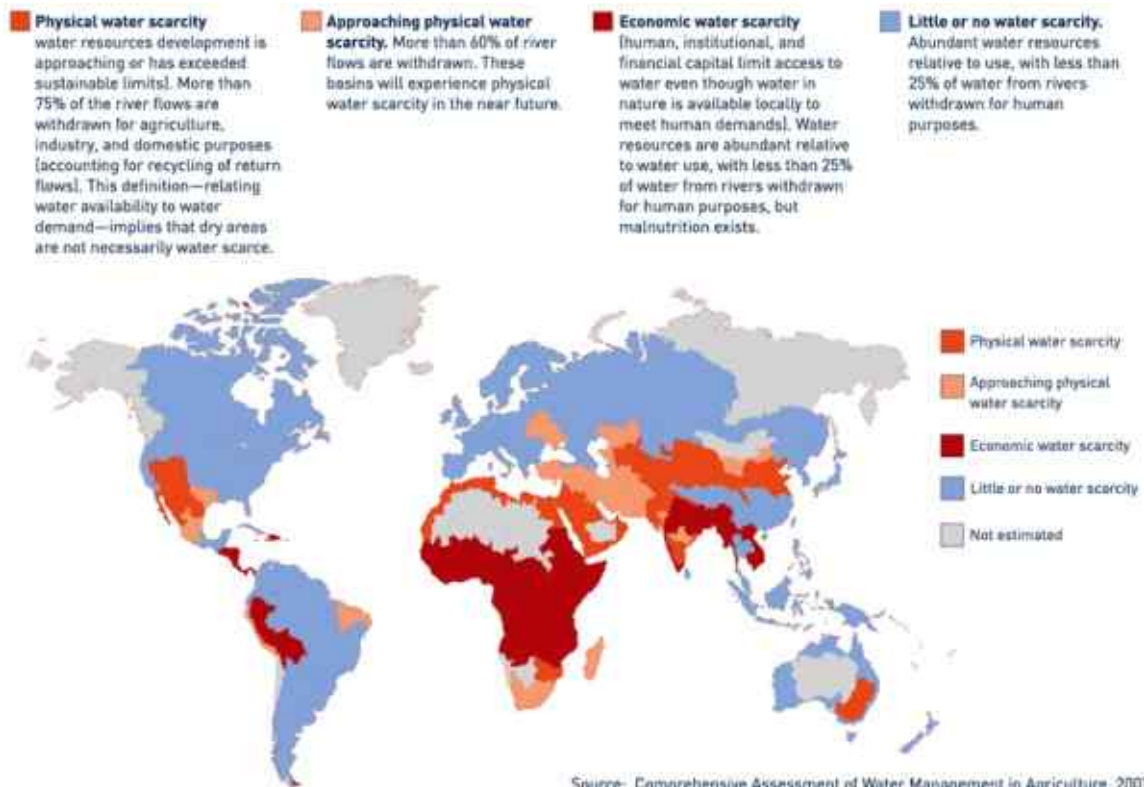 Physical water scarcity
water resources development is
approaching or has exceeded
sustainable limits). More than
75% of the river flows are
withdrawn for agriculture,
industry, and domestic purposes
(accounting for recycling of return
flows). This definition—relating
water availability to water
demand—implies that dry areas
are not necessarily water scarce.
Approaching physical water
scarcity. More than 60% of river
flows are withdrawn. These
basins will experience physical
water scarcity in the near future.
Economic water scarcity
(human, institutional, and
financial capital limit access to
water even though water in
nature is available locally to
meet human demands). Water
resources are abundant relative
to water use, with less than 25%
of water from rivers withdrawn
for human purposes, but
malnutrition exists.
Little or no water scarcity.
Abundant water resources
relative to use, with less than
25% of water from rivers
withdrawn for human
purposes.
Physical water scarcity
Approaching physical
water scarcity
Economic water scarcity
Little or no water scarcity
Not estimated
Source: Comprehensive Assessment of Water Management in Agriculture,